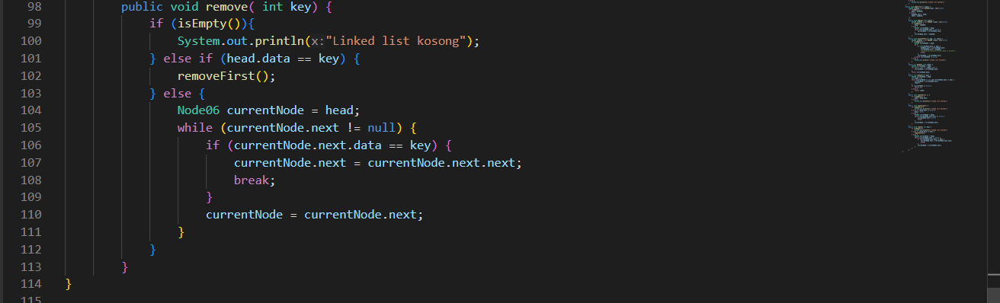 98 public void remove( int key) {
99 if (isEmpty()){
100 System.out.println(x:"Linked list kosong");
101 } else if (head.data == key) {
102 removeFirst();
103 } else {
104 Node06 currentNode = head;
105 while (currentNode.next != null) {
106 if (currentNode.next.data == key) {
107 currentNode.next = currentNode.next.next;
108 break;
109 }
110 currentNode = currentNode.next;
111 }
112 }
113 }
114 }
115